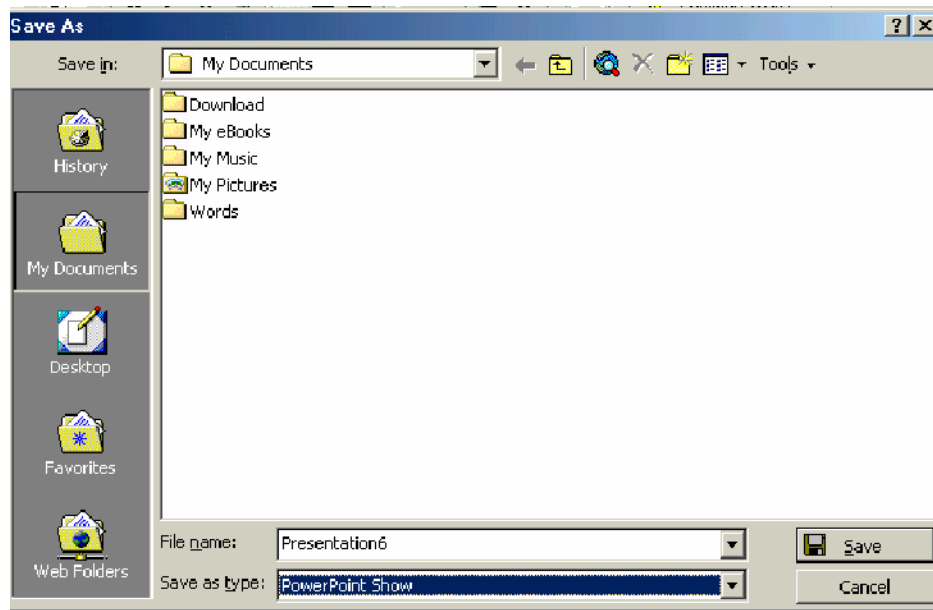 Save As
Save in:
My Documents
Tools
History
My Documents
Desktop
Favorites
Web Folders
Download
My eBooks
My Music
My Pictures
Words
File name:
Presentation6
Save
Save as type:
PowerPoint Show
Cancel